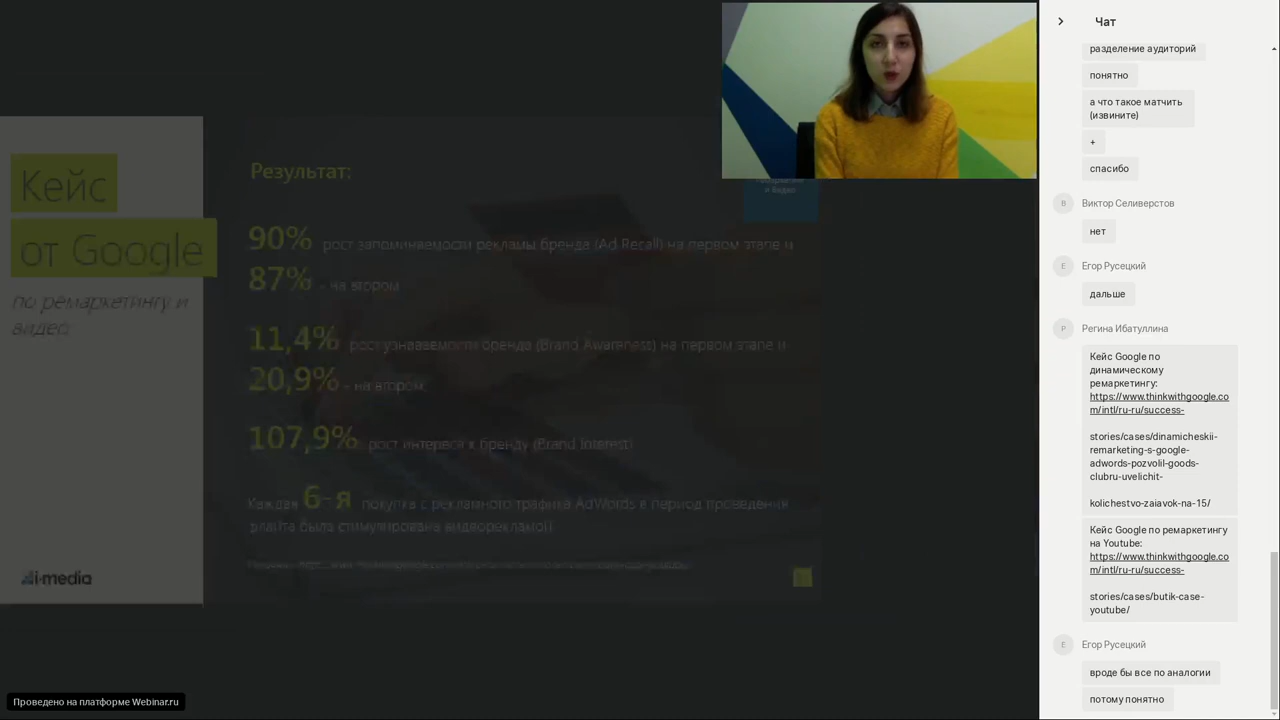 Кейс
от Google
по ремаркетингу и
видео
i-media
Результат:
и видео
90% рост запоминаемости рекламы бренда (Ad Recall) на первом этапе и
87% - на втором
11,4% рост узнаваемости бренда (Brand Awareness) на первом этапе и
20,9% - на втором
107,9% рост интереса к бренду (Brand Interest)
Каждая 6-я покупка с рекламного трафика AdWords в период проведения
флайта была стимулирована видеорекламой
Проведено на платформе Webinar.ru
Чат
разделение аудиторий
понятно
а что такое матчить
(извините)
+
спасибо
В
Виктор Селиверстов
нет
Е
Егор Русецкий
дальше
Р
Регина Ибатуллина
Кейс Google по
динамическому
ремаркетингу:
https://www.thinkwithgoogle.co
m/intl/ru-ru/success-
stories/cases/dinamicheskii-
remarketing-s-google-
adwords-pozvolil-goods-
clubru-uvelichit-
kolichestvo-zaiavok-na-15/
Кейс Google по ремаркетингу
на Youtube:
https://www.thinkwithgoogle.co
m/intl/ru-ru/success-
stories/cases/butik-case-
youtube/
Е
Егор Русецкий
вроде бы все по аналогии
потому понятно